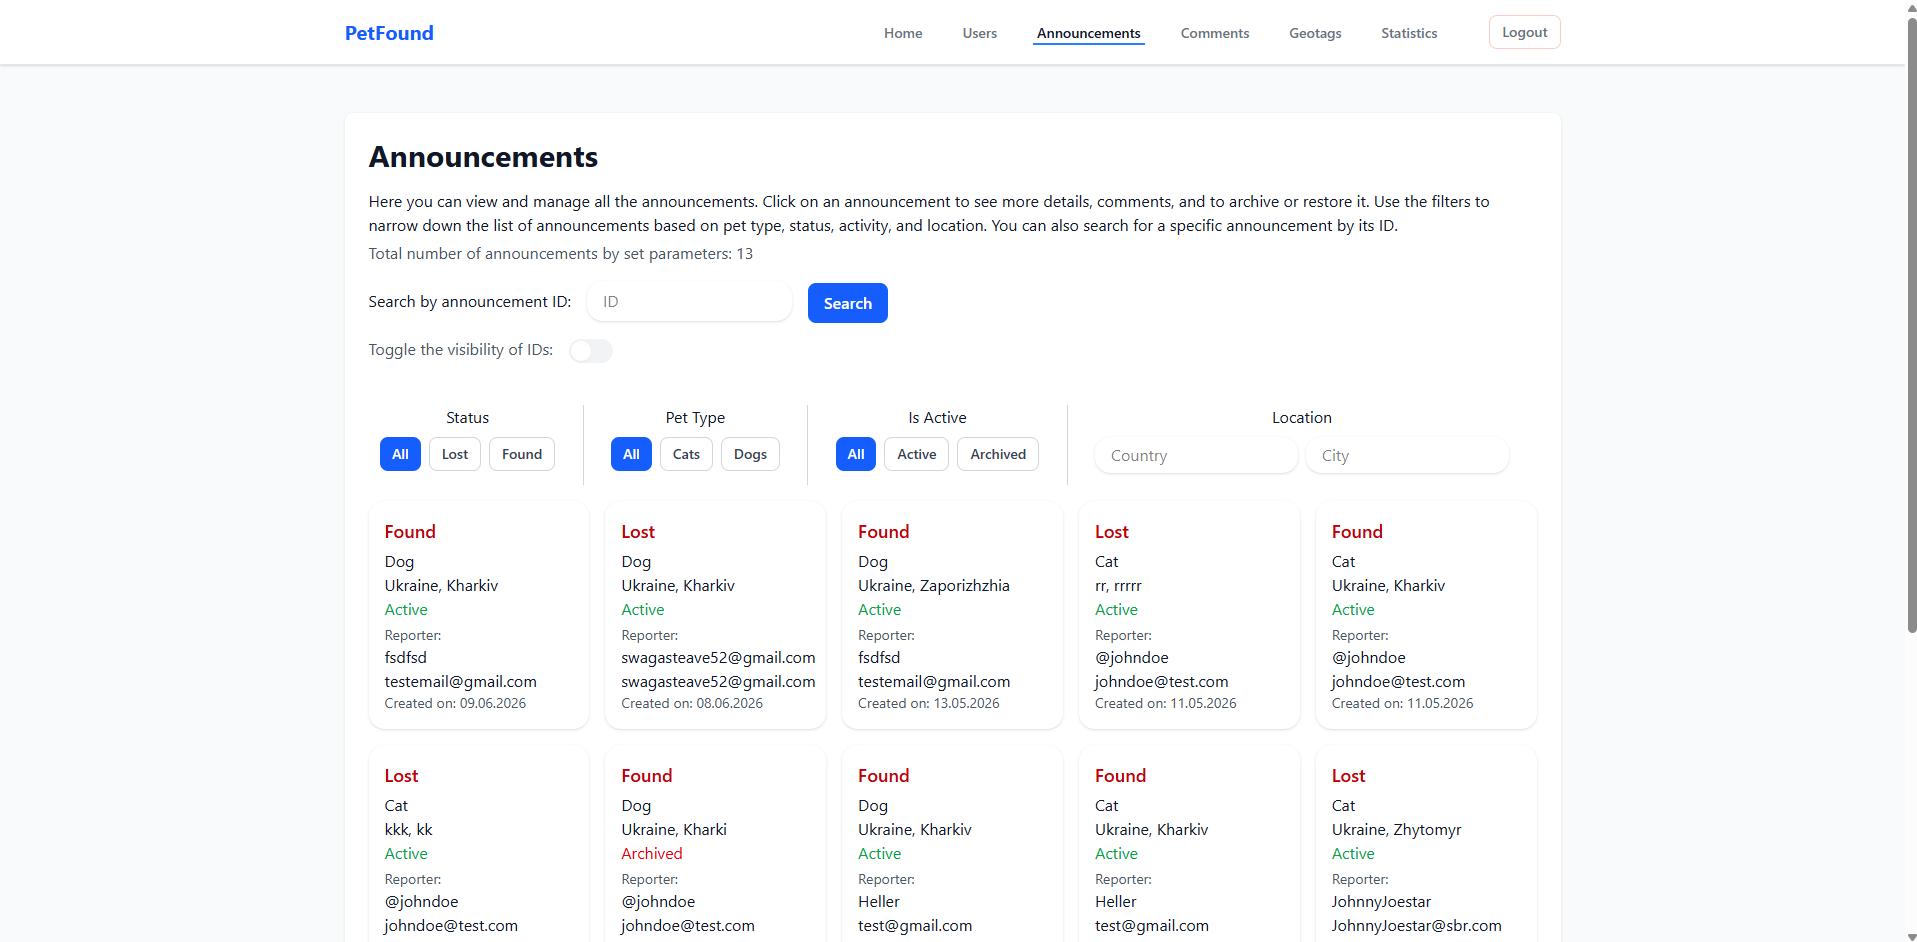 PetFound
Home Users Announcements Comments Geotags Statistics Logout
Announcements
Here you can view and manage all the announcements. Click on an announcement to see more details, comments, and to archive or restore it. Use the filters to
narrow down the list of announcements based on pet type, status, activity, and location. You can also search for a specific announcement by its ID.
Total number of announcements by set parameters: 13
Search by announcement ID: ID Search
Toggle the visibility of IDs:
Status
All Lost Found
Pet Type
All Cats Dogs
Is Active
All Active Archived
Location
Country City
Found
Dog
Ukraine, Kharkiv
Active
Reporter:
fsdfsd
testemail@gmail.com
Created on: 09.06.2026
Lost
Dog
Ukraine, Kharkiv
Active
Reporter:
swagasteave52@gmail.com
swagasteave52@gmail.com
Created on: 08.06.2026
Found
Dog
Ukraine, Zaporizhzhia
Active
Reporter:
fsdfsd
testemail@gmail.com
Created on: 13.05.2026
Lost
Cat
rr, rrrrr
Active
Reporter:
@johndoe
johndoe@test.com
Created on: 11.05.2026
Found
Cat
Ukraine, Kharkiv
Active
Reporter:
@johndoe
johndoe@test.com
Created on: 11.05.2026
Lost
Cat
kkk, kk
Active
Reporter:
@johndoe
johndoe@test.com
Found
Dog
Ukraine, Kharki
Archived
Reporter:
@johndoe
johndoe@test.com
Found
Dog
Ukraine, Kharkiv
Active
Reporter:
Heller
test@gmail.com
Found
Cat
Ukraine, Kharkiv
Active
Reporter:
Heller
test@gmail.com
Lost
Cat
Ukraine, Zhytomyr
Active
Reporter:
JohnnyJoestar
JohnnyJoestar@sbr.com